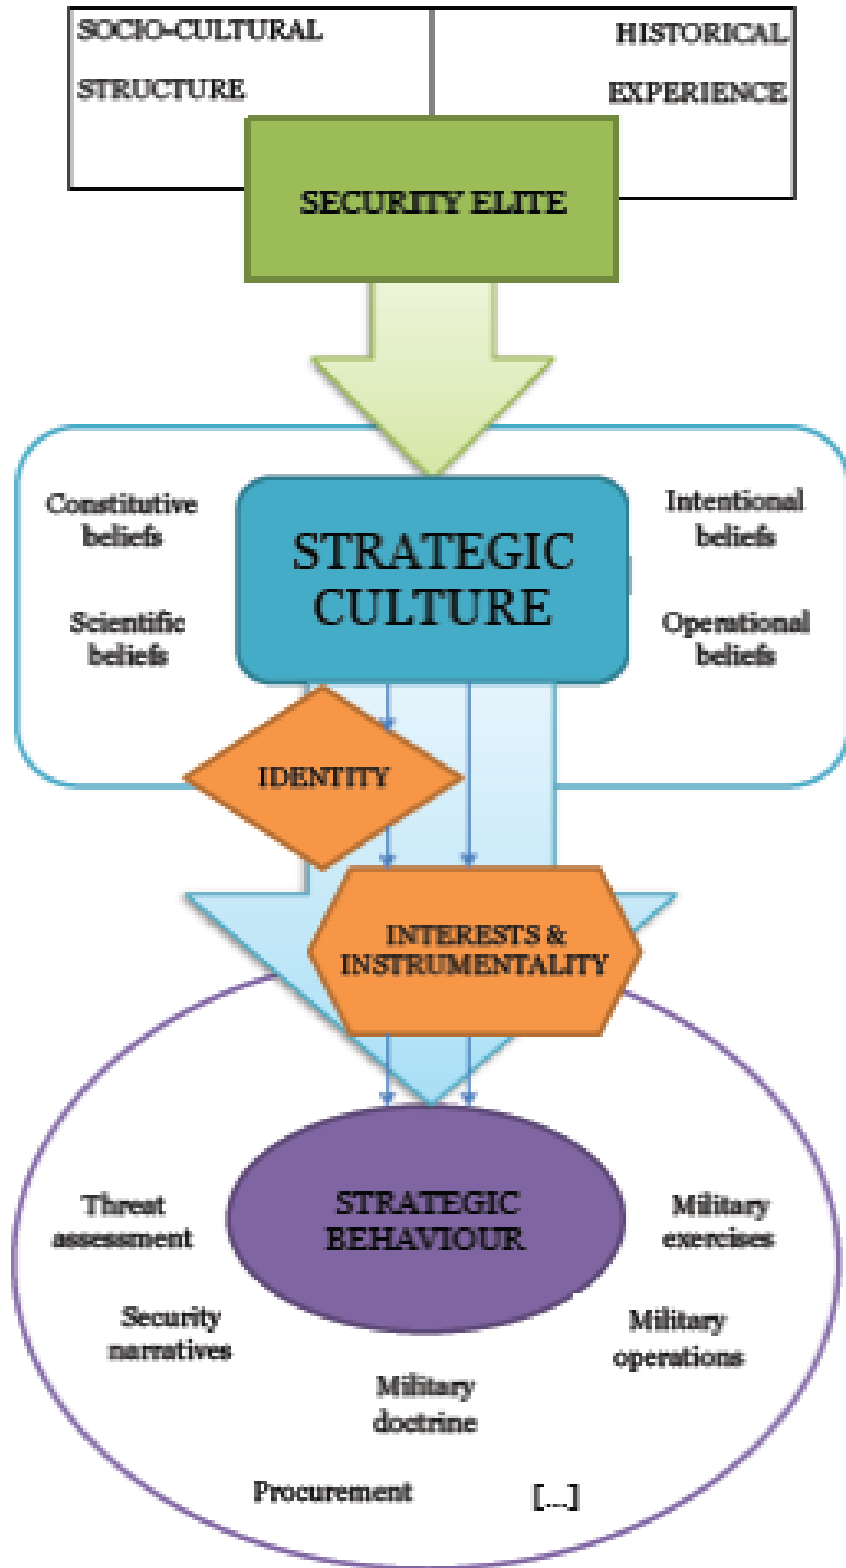 SOCIO-CULTURAL
STRUCTURE
HISTORICAL
EXPERIENCE
SECURITY ELITE
Constitutive
beliefs
Scientific
beliefs
STRATEGIC
CULTURE
Intentional
beliefs
Operational
beliefs
IDENTITY
INTERESTS &
INSTRUMENTALITY
STRATEGIC
BEHAVIOUR
Threat
assessment
Military
exercises
Security
narratives
Military
operations
Military
doctrine
Procurement
[...]